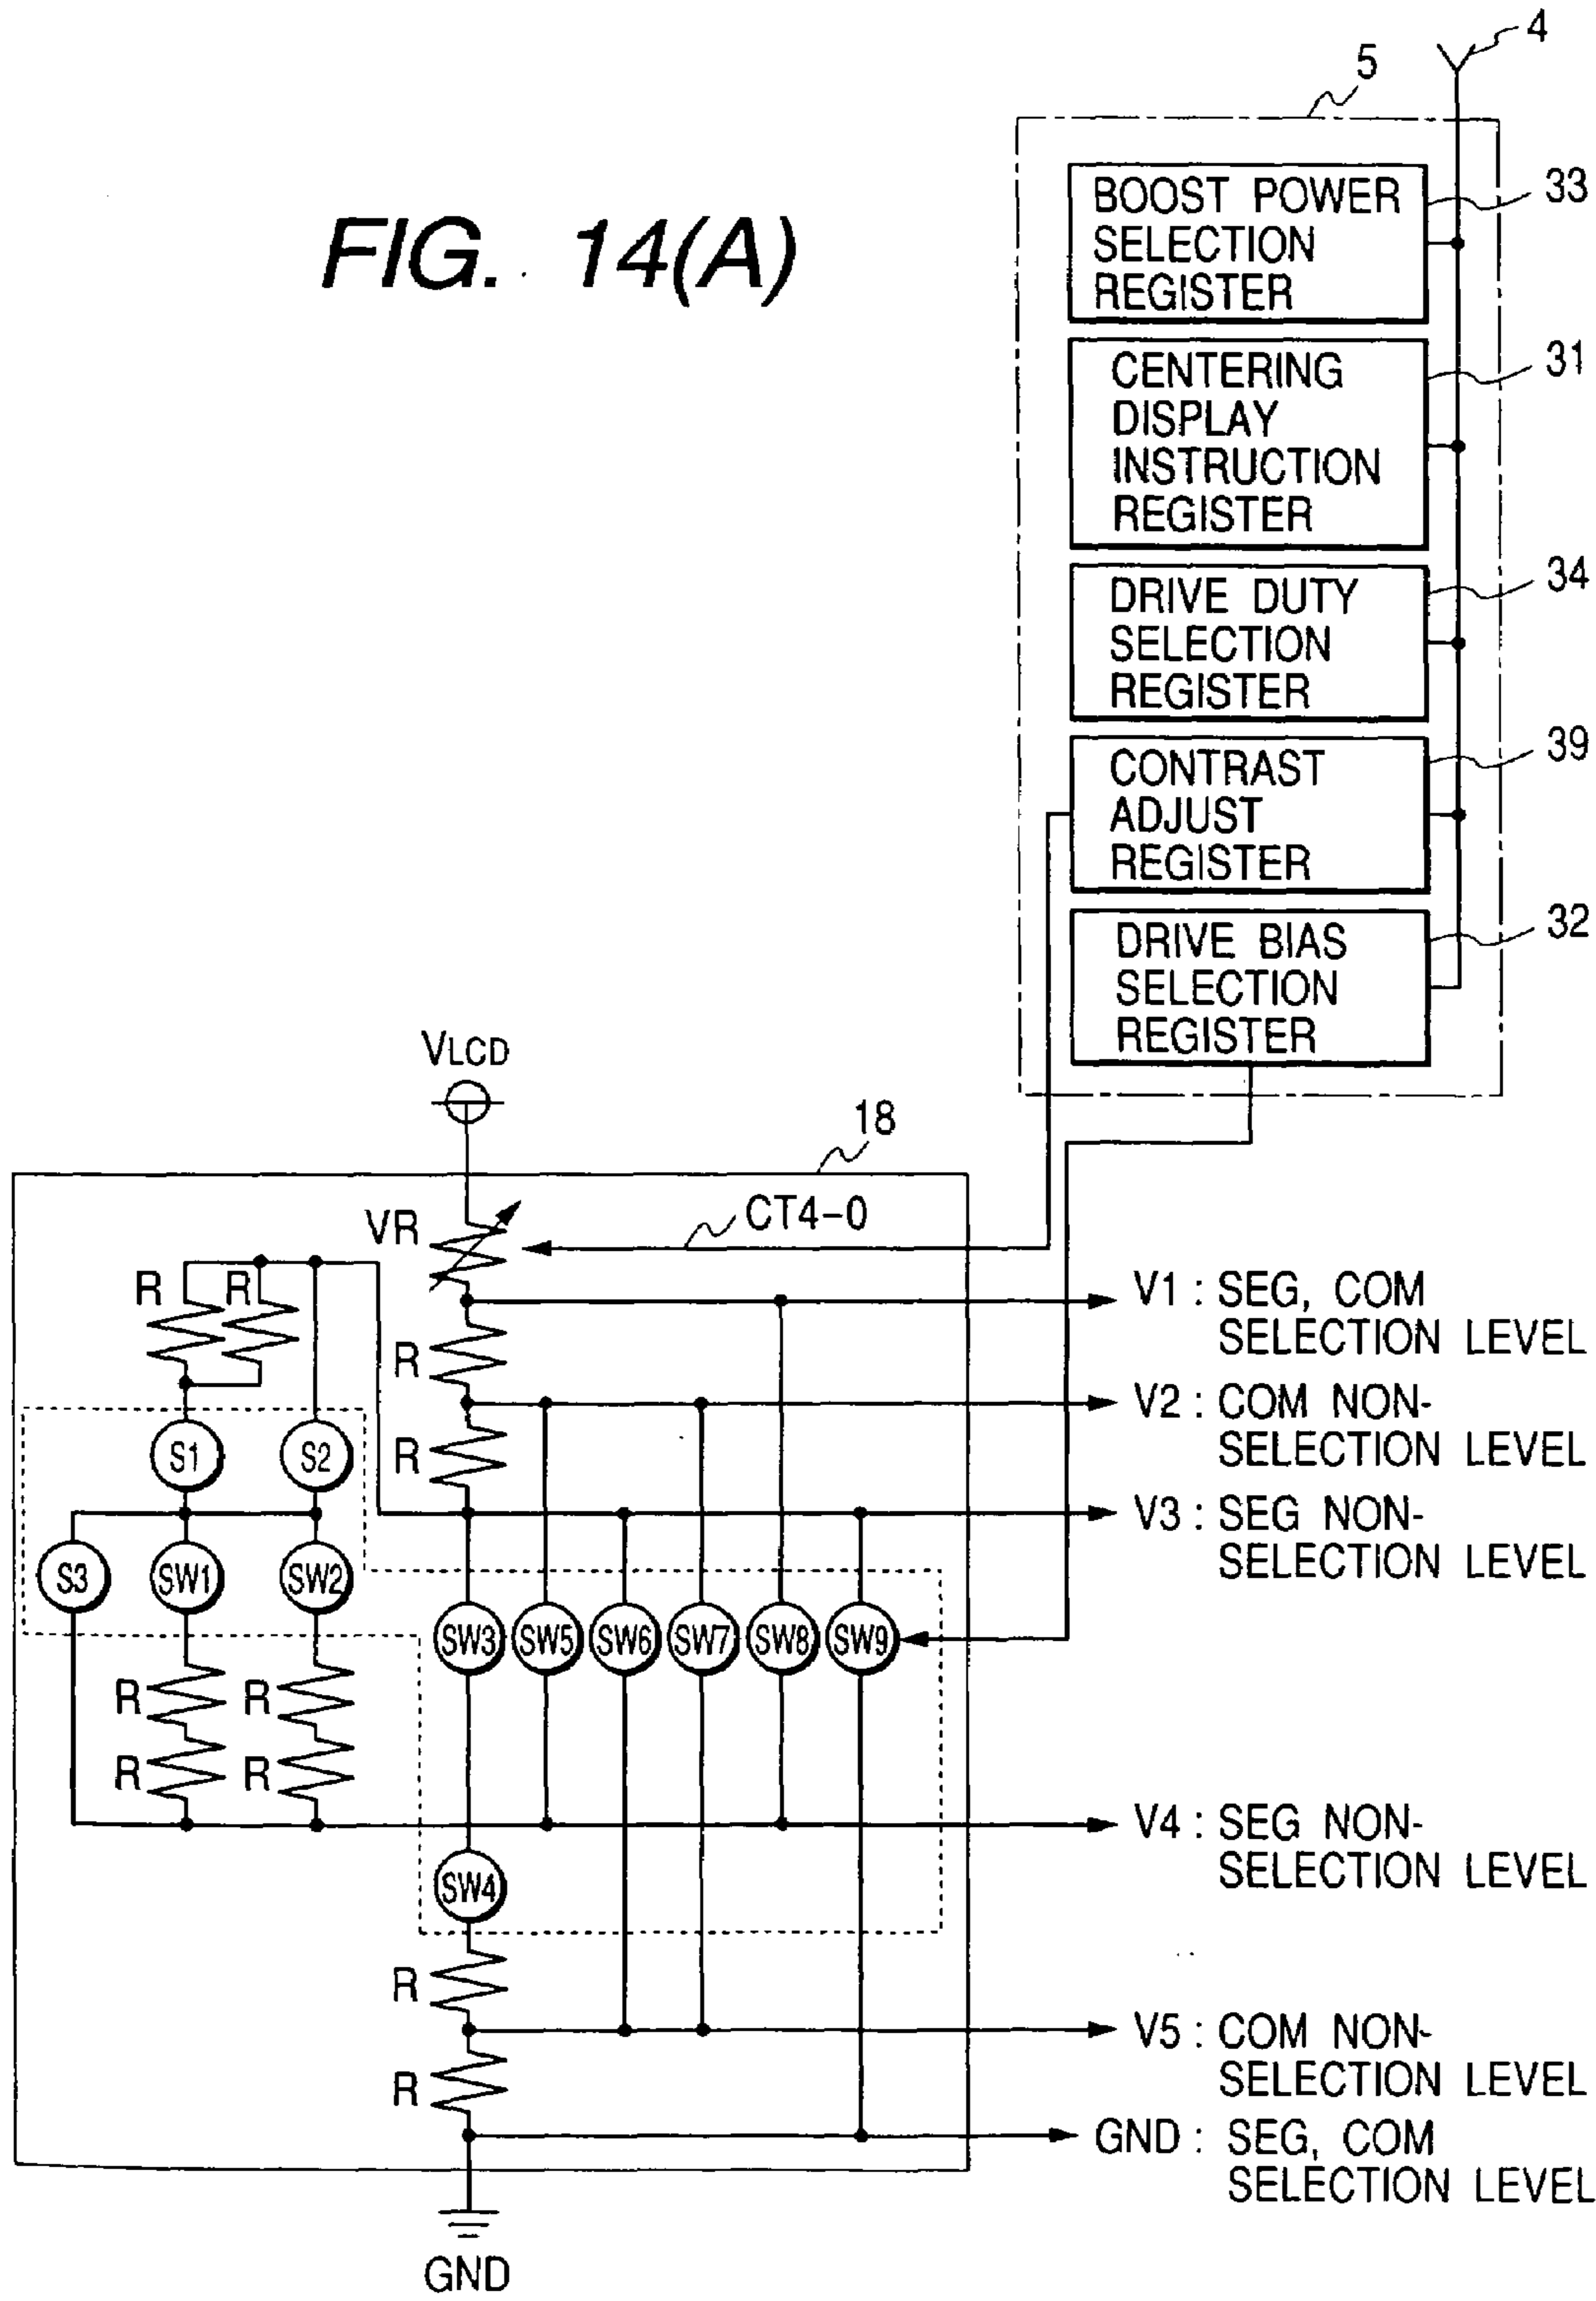 FIG. 14(A)
4
5
BOOST POWER
SELECTION
REGISTER
33
CENTERING
DISPLAY
INSTRUCTION
REGISTER
31
DRIVE DUTY
SELECTION
REGISTER
34
CONTRAST
ADJUST
REGISTER
39
DRIVE BIAS
SELECTION
REGISTER
32
VLCD
18
VR
CT4-0
R
R
R
R
S1
S2
S3
SW1
SW2
SW3
SW5
SW6
SW7
SW8
SW9
R
R
R
R
SW4
R
R
V1 : SEG, COM
SELECTION LEVEL
V2 : COM NON-
SELECTION LEVEL
V3 : SEG NON-
SELECTION LEVEL
V4 : SEG NON-
SELECTION LEVEL
V5 : COM NON-
SELECTION LEVEL
GND : SEG, COM
SELECTION LEVEL
GND